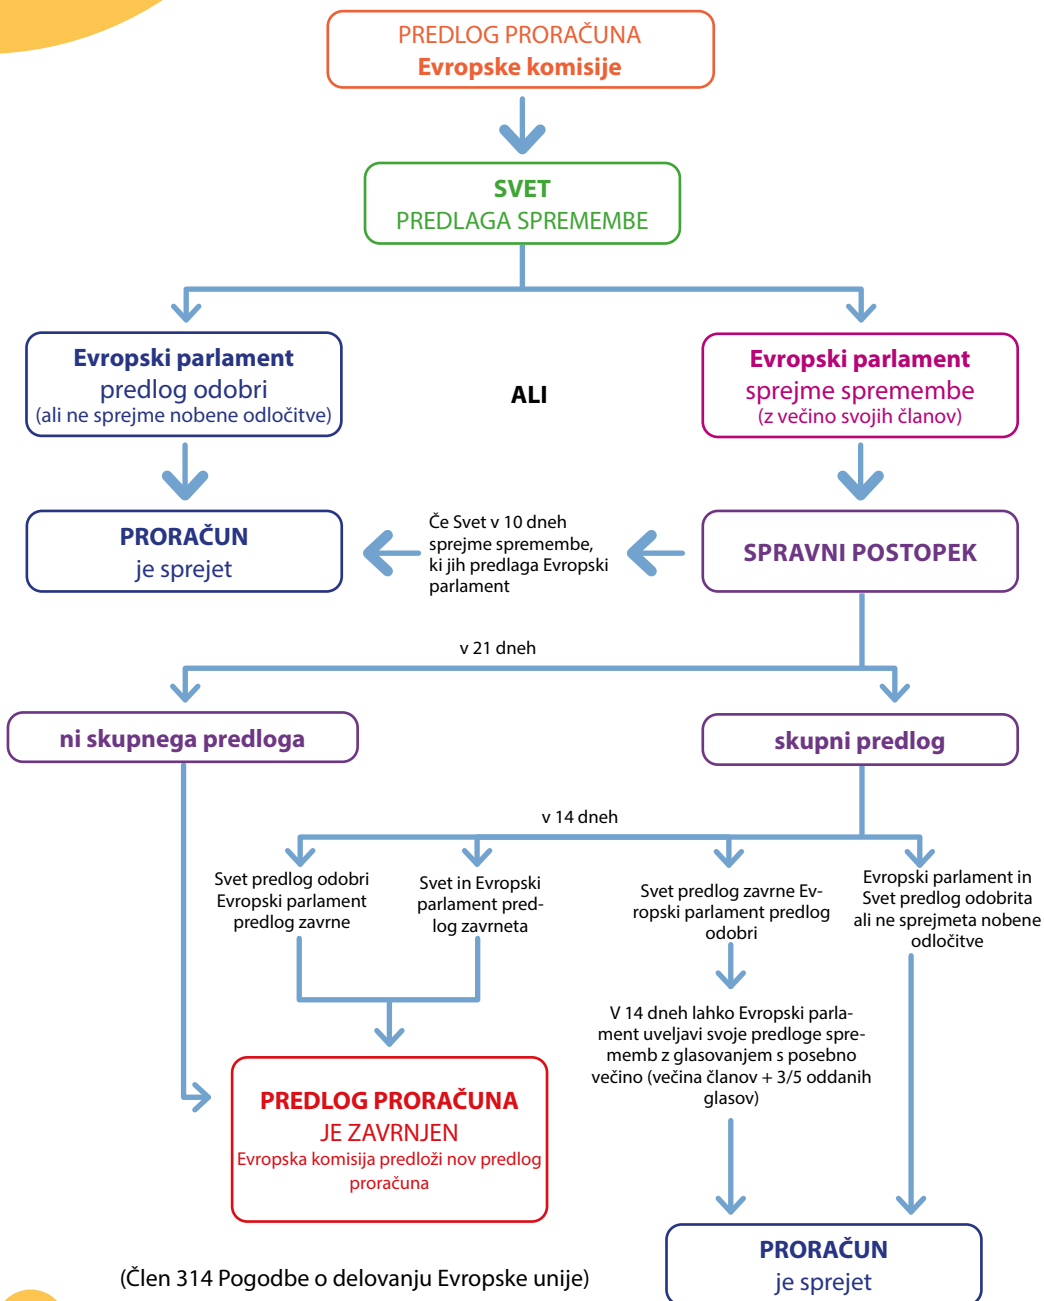 PREDLOG PRORAČUNA
Evropske komisije
SVET
PREDLAGA SPREMEMBE
Evropski parlament
predlog odobri
(ali ne sprejme nobene odločitve)
ALI
Evropski parlament
sprejme spremembe
(z večino svojih članov)
PRORAČUN
je sprejet
Če Svet v 10 dneh
sprejme spremembe,
ki jih predlaga Evropski
parlament
SPRAVNI POSTOPEK
v 21 dneh
ni skupnega predloga
skupni predlog
v 14 dneh
Svet predlog odobri
Evropski parlament
predlog zavrne
Svet in Evropski
parlament pred-
log zavrneta
Svet predlog zavrne Ev-
ropski parlament predlog
odobri
Evropski parlament in
Svet predlog odobrita
ali ne sprejmeta nobene
odločitve
V 14 dneh lahko Evropski parla-
ment uveljavi svoje predloge spre-
memb z glasovanjem s posebno
večino (večina članov + 3/5 oddanih
glasov)
PREDLOG PRORAČUNA
JE ZAVRNJEN
Evropska komisija predloži nov predlog
proračuna
PRORAČUN
je sprejet
(Člen 314 Pogodbe o delovanju Evropske unije)